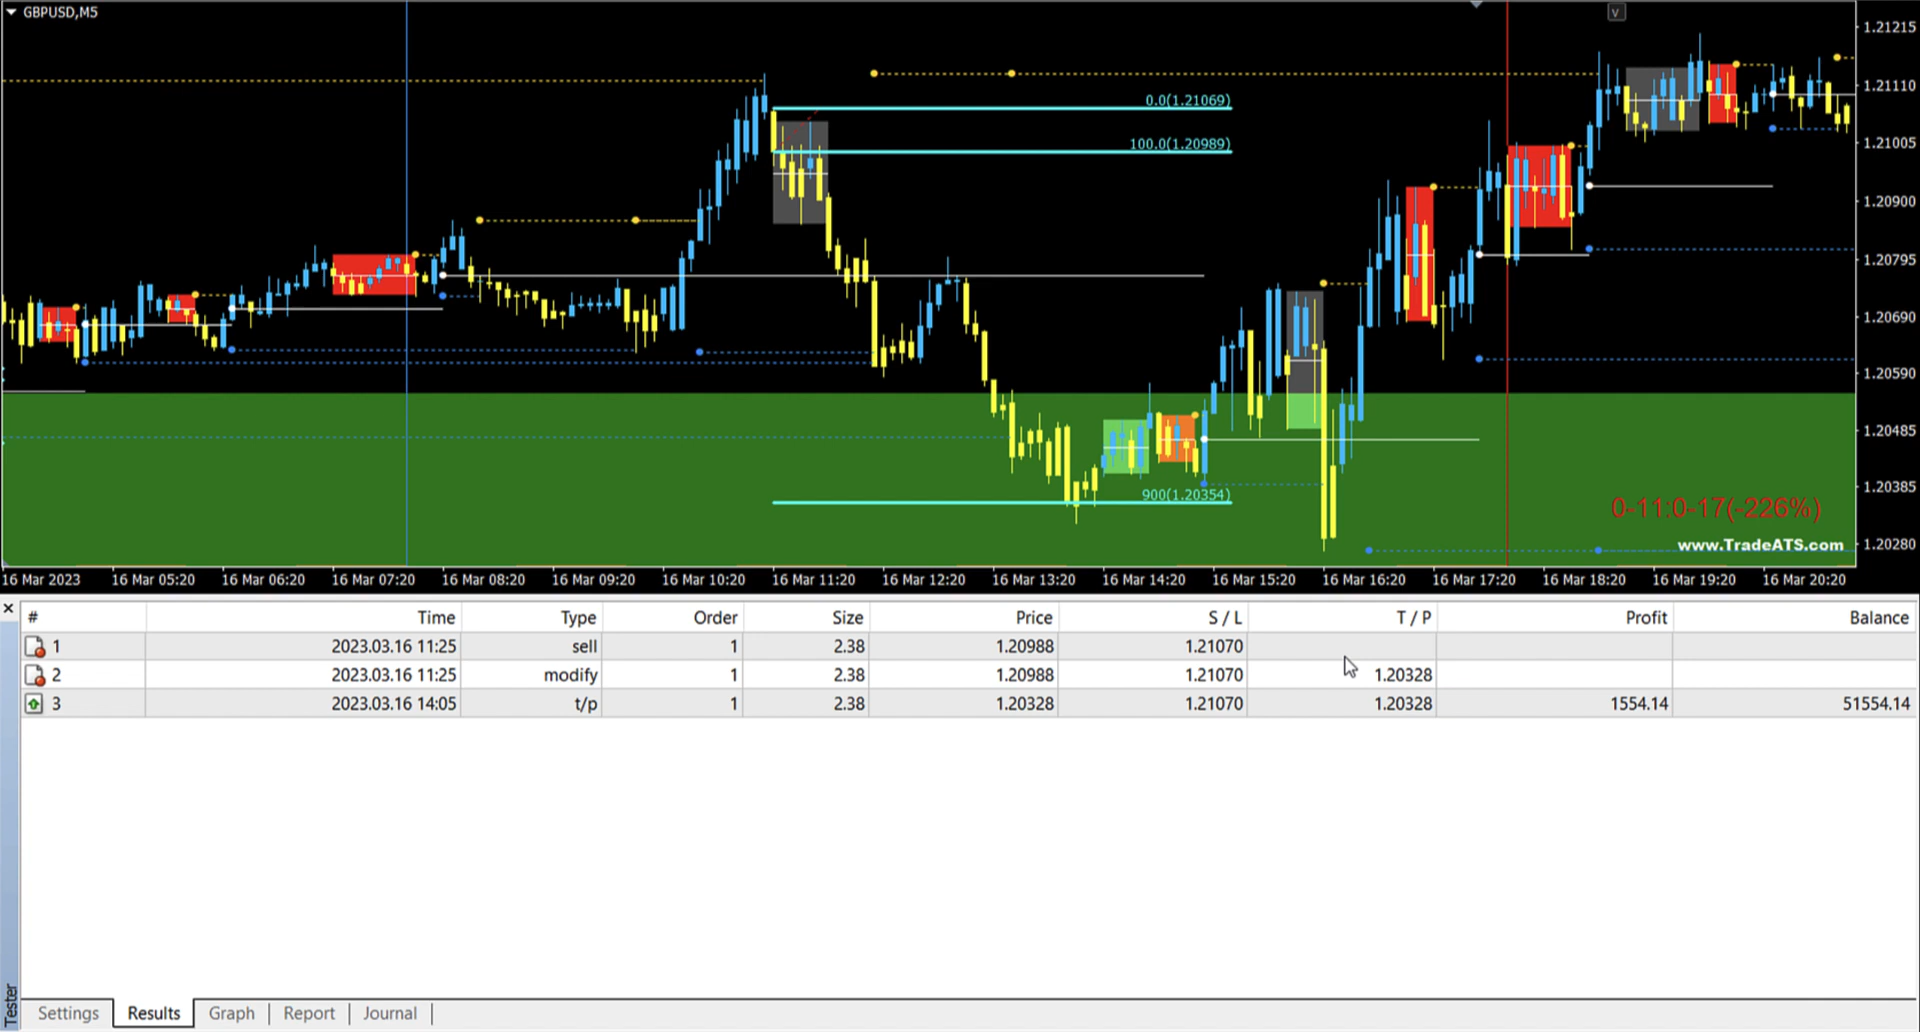 GBPUSD,M5
V
1.21215
0.0(1.21069)
1.21110
100.0(1.20989)
1.21005
1.20900
1.20795
1.20690
1.20590
1.20485
900(1.20354)
1.20385
0-11:0-17(-226%)
www.TradeATS.com
1.20280
16 Mar 2023 16 Mar 05:20 16 Mar 06:20 16 Mar 07:20 16 Mar 08:20 16 Mar 09:20 16 Mar 10:20 16 Mar 11:20 16 Mar 12:20 16 Mar 13:20 16 Mar 14:20 16 Mar 15:20 16 Mar 16:20 16 Mar 17:20 16 Mar 18:20 16 Mar 19:20 16 Mar 20:20
# Time Type Order Size Price S / L T / P Profit Balance
1 2023.03.16 11:25 sell 1 2.38 1.20988 1.21070
2 2023.03.16 11:25 modify 1 2.38 1.20988 1.21070 1.20328
3 2023.03.16 14:05 t/p 1 2.38 1.20328 1.21070 1.20328 1554.14 51554.14
Tester
Settings Results Graph Report Journal